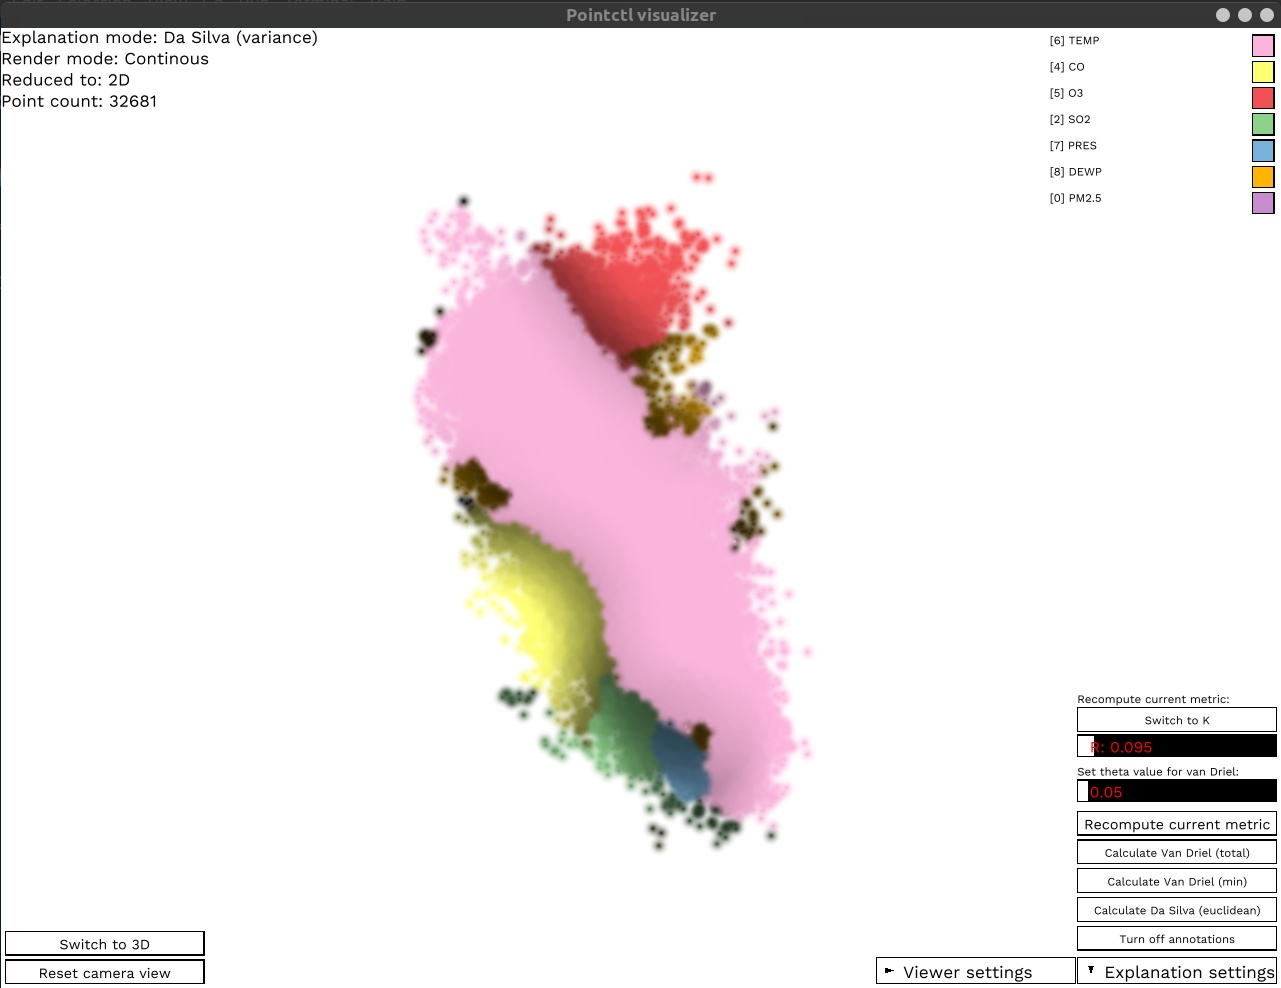 Pointctl visualizer
Explanation mode: Da Silva (variance)
Render mode: Continous
Reduced to: 2D
Point count: 32681
[6] TEMP
[4] CO
[5] O3
[2] SO2
[7] PRES
[8] DEWP
[0] PM2.5
Recompute current metric:
Switch to K
R: 0.095
Set theta value for van Driel:
0.05
Recompute current metric
Calculate Van Driel (total)
Calculate Van Driel (min)
Calculate Da Silva (euclidean)
Turn off annotations
Switch to 3D
Reset camera view
Viewer settings
Explanation settings